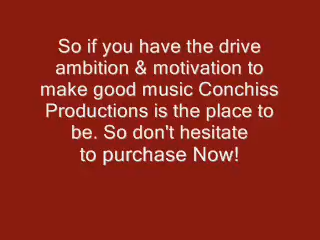 So if you have the drive
ambition & motivation to
make good music Conchiss
Productions is the place to
be. So don't hesitate
to purchase Now!